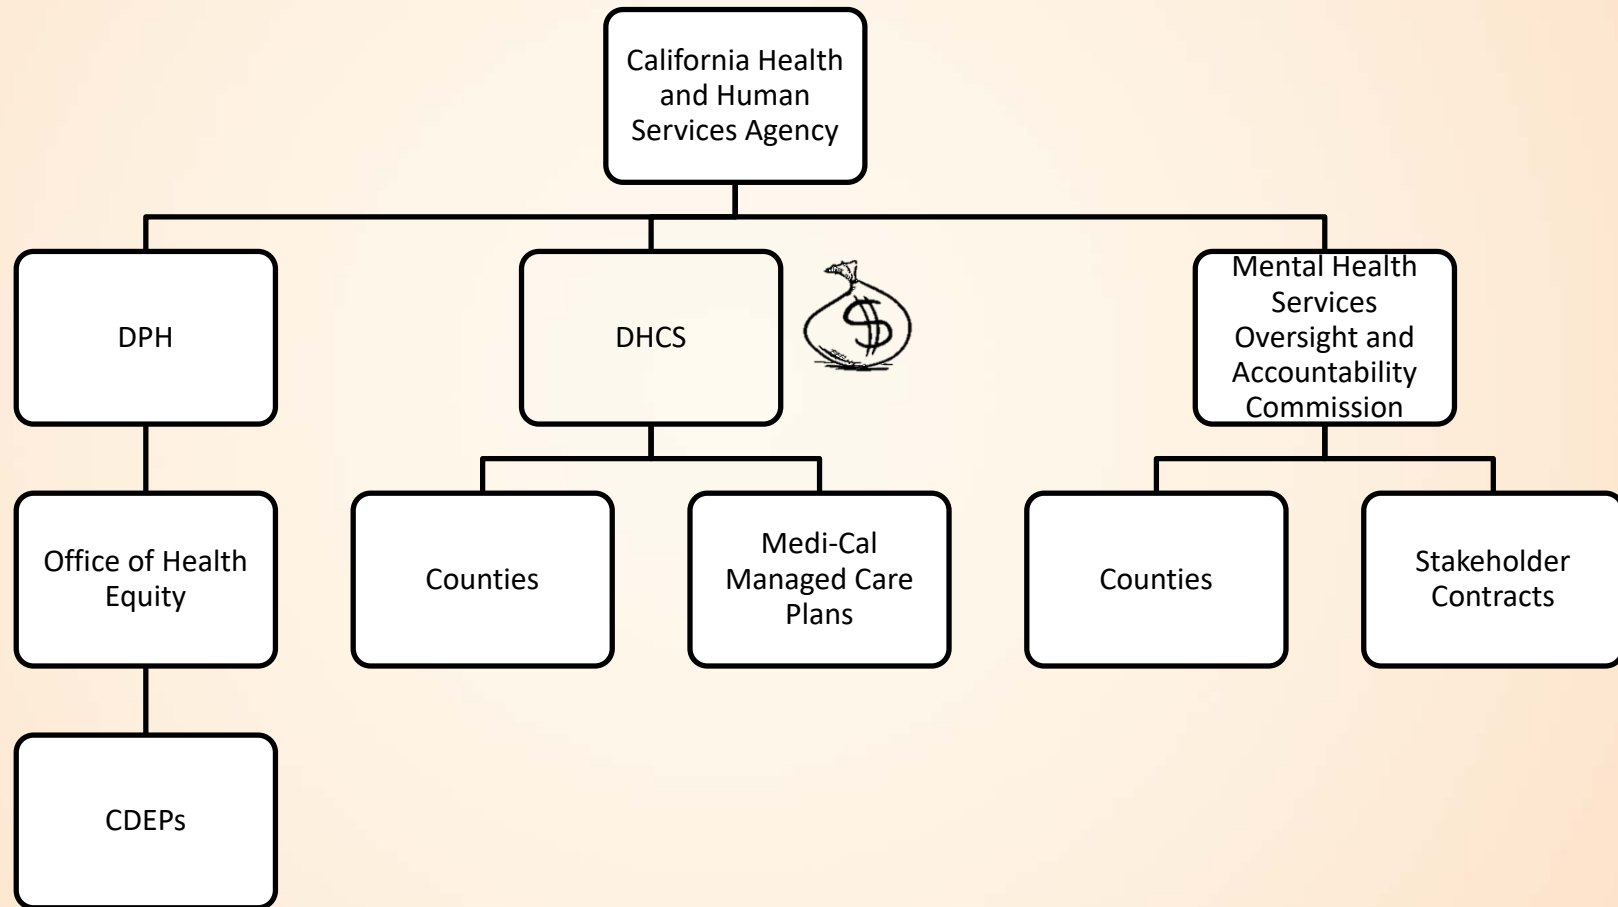 California Health
and Human
Services Agency
DPH
DHCS
$
Mental Health
Services
Oversight and
Accountability
Commission
Office of Health
Equity
Counties
Medi-Cal
Managed Care
Plans
Counties
Stakeholder
Contracts
CDEPs